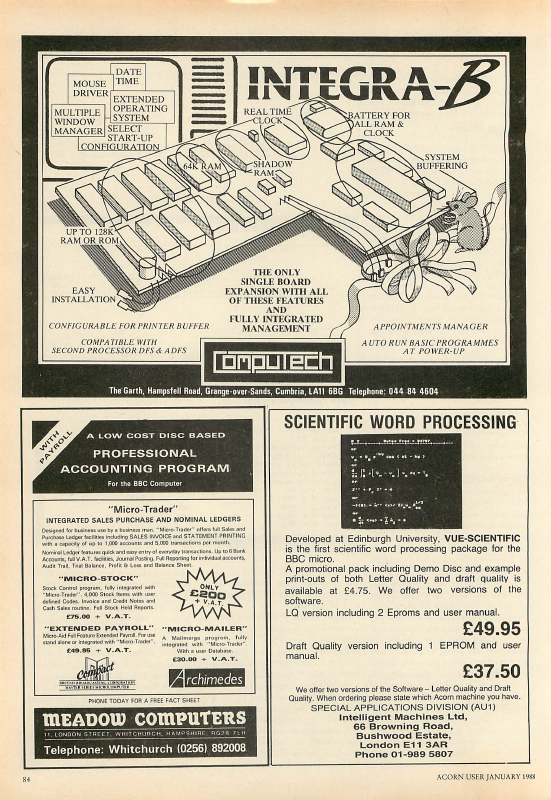 INTEGRA-B
DATE
TIME
MOUSE
DRIVER
EXTENDED
OPERATING
SYSTEM
MULTIPLE
WINDOW
MANAGER
SELECT
START-UP
CONFIGURATION
REAL TIME
CLOCK
BATTERY FOR
ALL RAM &
CLOCK
64K RAM
SHADOW
RAM
SYSTEM
BUFFERING
UP TO 128K
RAM OR ROM
EASY
INSTALLATION
THE ONLY
SINGLE BOARD
EXPANSION WITH ALL
OF THESE FEATURES
AND
FULLY INTEGRATED
MANAGEMENT
CONFIGURABLE FOR PRINTER BUFFER
COMPATIBLE WITH
SECOND PROCESSOR DFS & ADFS
APPOINTMENTS MANAGER
AUTO RUN BASIC PROGRAMMES
AT POWER-UP
COMPUTECH
The Garth, Hampsfell Road, Grange-over-Sands, Cumbria, LA11 6BG Telephone: 044 84 4604
WITH
PAYROLL
A LOW COST DISC BASED
PROFESSIONAL
ACCOUNTING PROGRAM
For the BBC Computer
"Micro-Trader"
INTEGRATED SALES PURCHASE AND NOMINAL LEDGERS
Designed for business use by a business man. "Micro-Trader" offers full Sales and
Purchase Ledger facilities including SALES INVOICE and STATEMENT PRINTING
with a capacity of up to 1,000 accounts and 5,000 transactions per month.
Nominal Ledger features quick and easy entry of everyday transactions. Up to 6 Bank
Accounts, full V.A.T. facilities, Journal Posting, Full Reporting for individual accounts,
Audit Trail, Trial Balance, Profit & Loss and Balance Sheet.
"MICRO-STOCK"
Stock Control program, fully integrated with
"Micro-Trader". 4,000 Stock Items with user
defined Codes. Invoice and Credit Notes and
Cash Sales routine. Full Stock Held Reports.
£75.00 + V.A.T.
ONLY
£200
+ V.A.T.
"EXTENDED PAYROLL"
Micro-Aid Full Feature Extended Payroll. For use
stand alone or integrated with "Micro-Trader".
£49.95 + V.A.T.
"MICRO-MAILER"
A Mailmerge program, fully
integrated with "Micro-Trader".
With a user Database.
£30.00 + V.A.T.
Compact
BRITISH BROADCASTING CORPORATION
MASTER SERIES MICROCOMPUTER
Archimedes
PHONE TODAY FOR A FREE FACT SHEET
MEADOW COMPUTERS
11, LONDON STREET, WHITCHURCH, HAMPSHIRE, RG28 7LH
Telephone: Whitchurch (0256) 892008
SCIENTIFIC WORD PROCESSING
Developed at Edinburgh University, VUE-SCIENTIFIC
is the first scientific word processing package for the
BBC micro.
A promotional pack including Demo Disc and example
print-outs of both Letter Quality and draft quality is
available at £4.75. We offer two versions of the
software.
LQ version including 2 Eproms and user manual.
£49.95
Draft Quality version including 1 EPROM and user
manual.
£37.50
We offer two versions of the Software – Letter Quality and Draft
Quality. When ordering please state which Acorn machine you have.
SPECIAL APPLICATIONS DIVISION (AU1)
Intelligent Machines Ltd,
66 Browning Road,
Bushwood Estate,
London E11 3AR
Phone 01-989 5807
84
ACORN USER JANUARY 1988